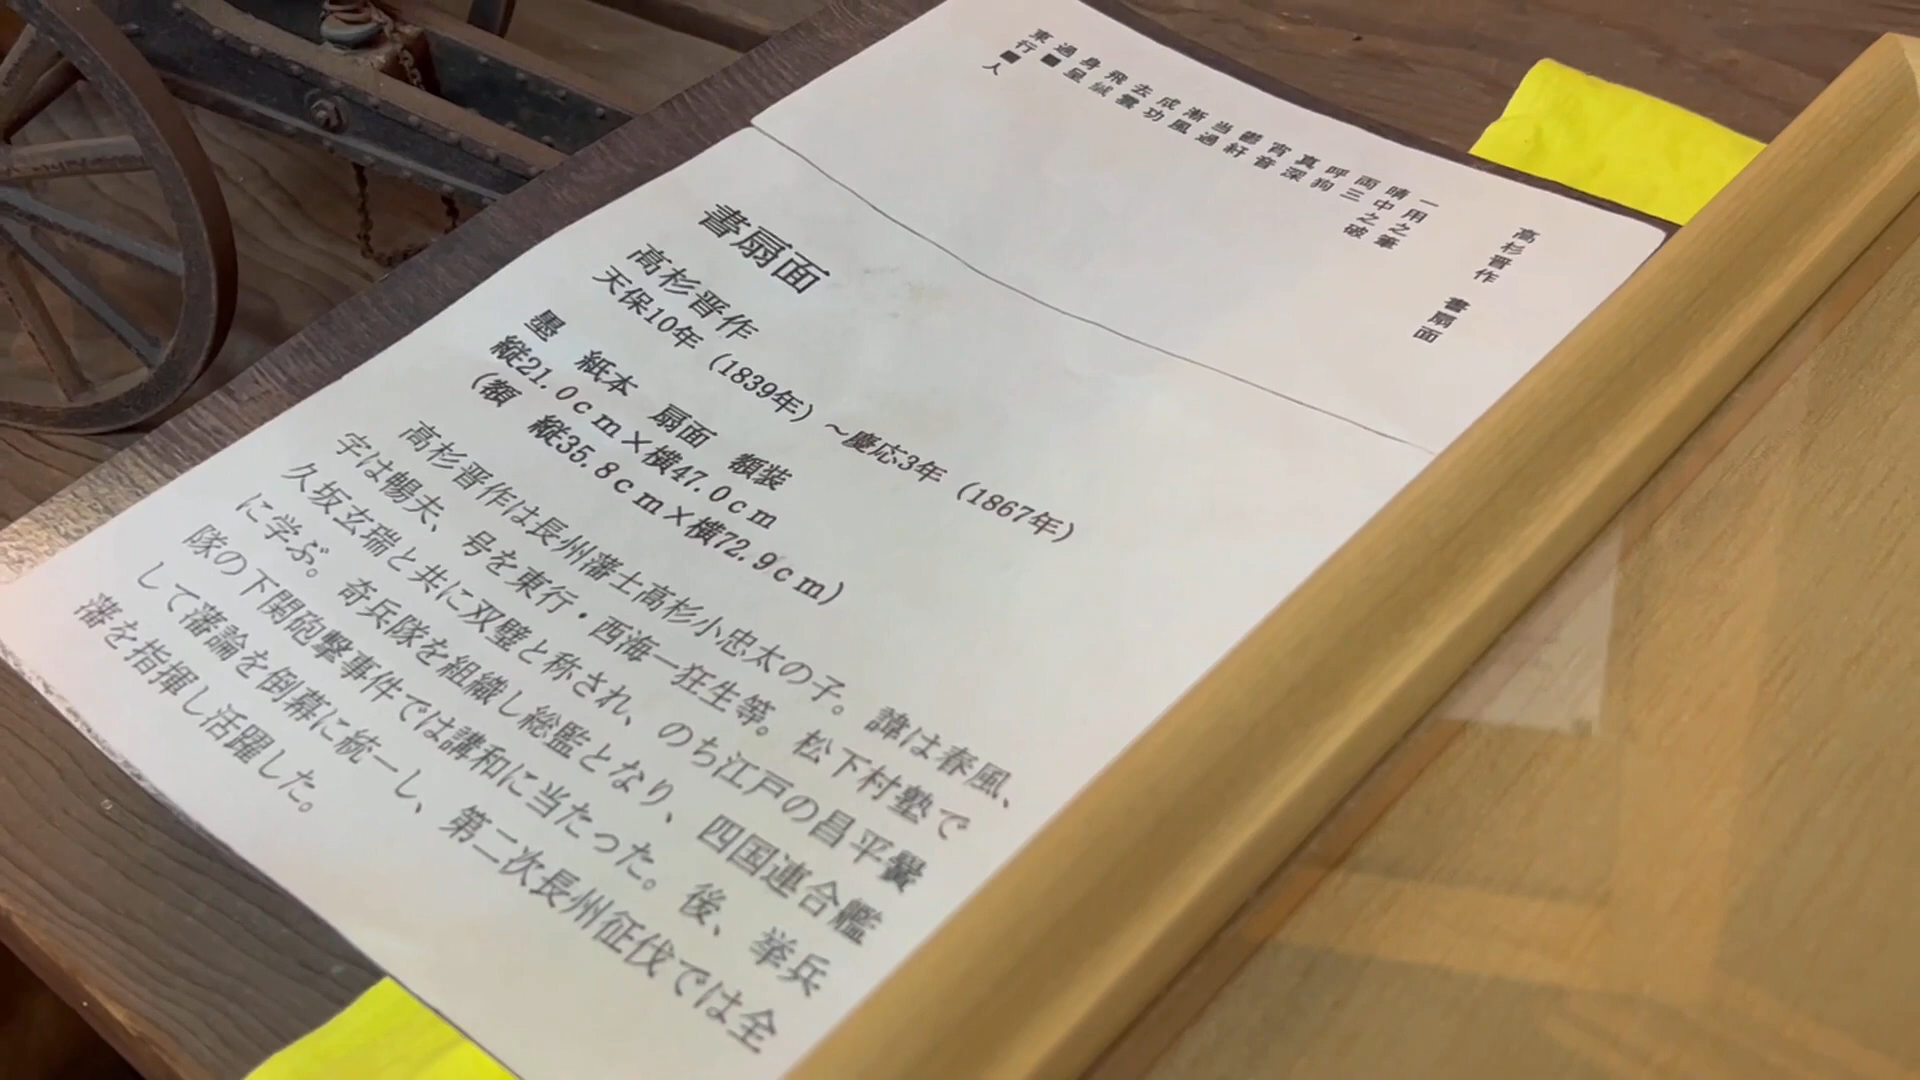 高杉晋作 書扇面
一用之筆
晴中之破
両三
呼狗
真深
宵音
鬱紆
当過
漸風
成功
去雲
飛
身呈
過■
東行■人
書扇面
高杉晋作
天保10年（1839年）～慶応3年（1867年）
墨 紙本 扇面 額装
縦21.0cm×横47.0cm
（額 縦35.8cm×横72.9cm）
高杉晋作は長州藩士高杉小忠太の子。諱は春風、
字は暢夫、号を東行・西海一狂生等。松下村塾で
久坂玄瑞と共に双璧と称され、のち江戸の昌平黌
に学ぶ。奇兵隊を組織し総監となり、四国連合艦
隊の下関砲撃事件では講和に当たった。後、挙兵
して藩論を倒幕に統一し、第二次長州征伐では全
藩を指揮し活躍した。